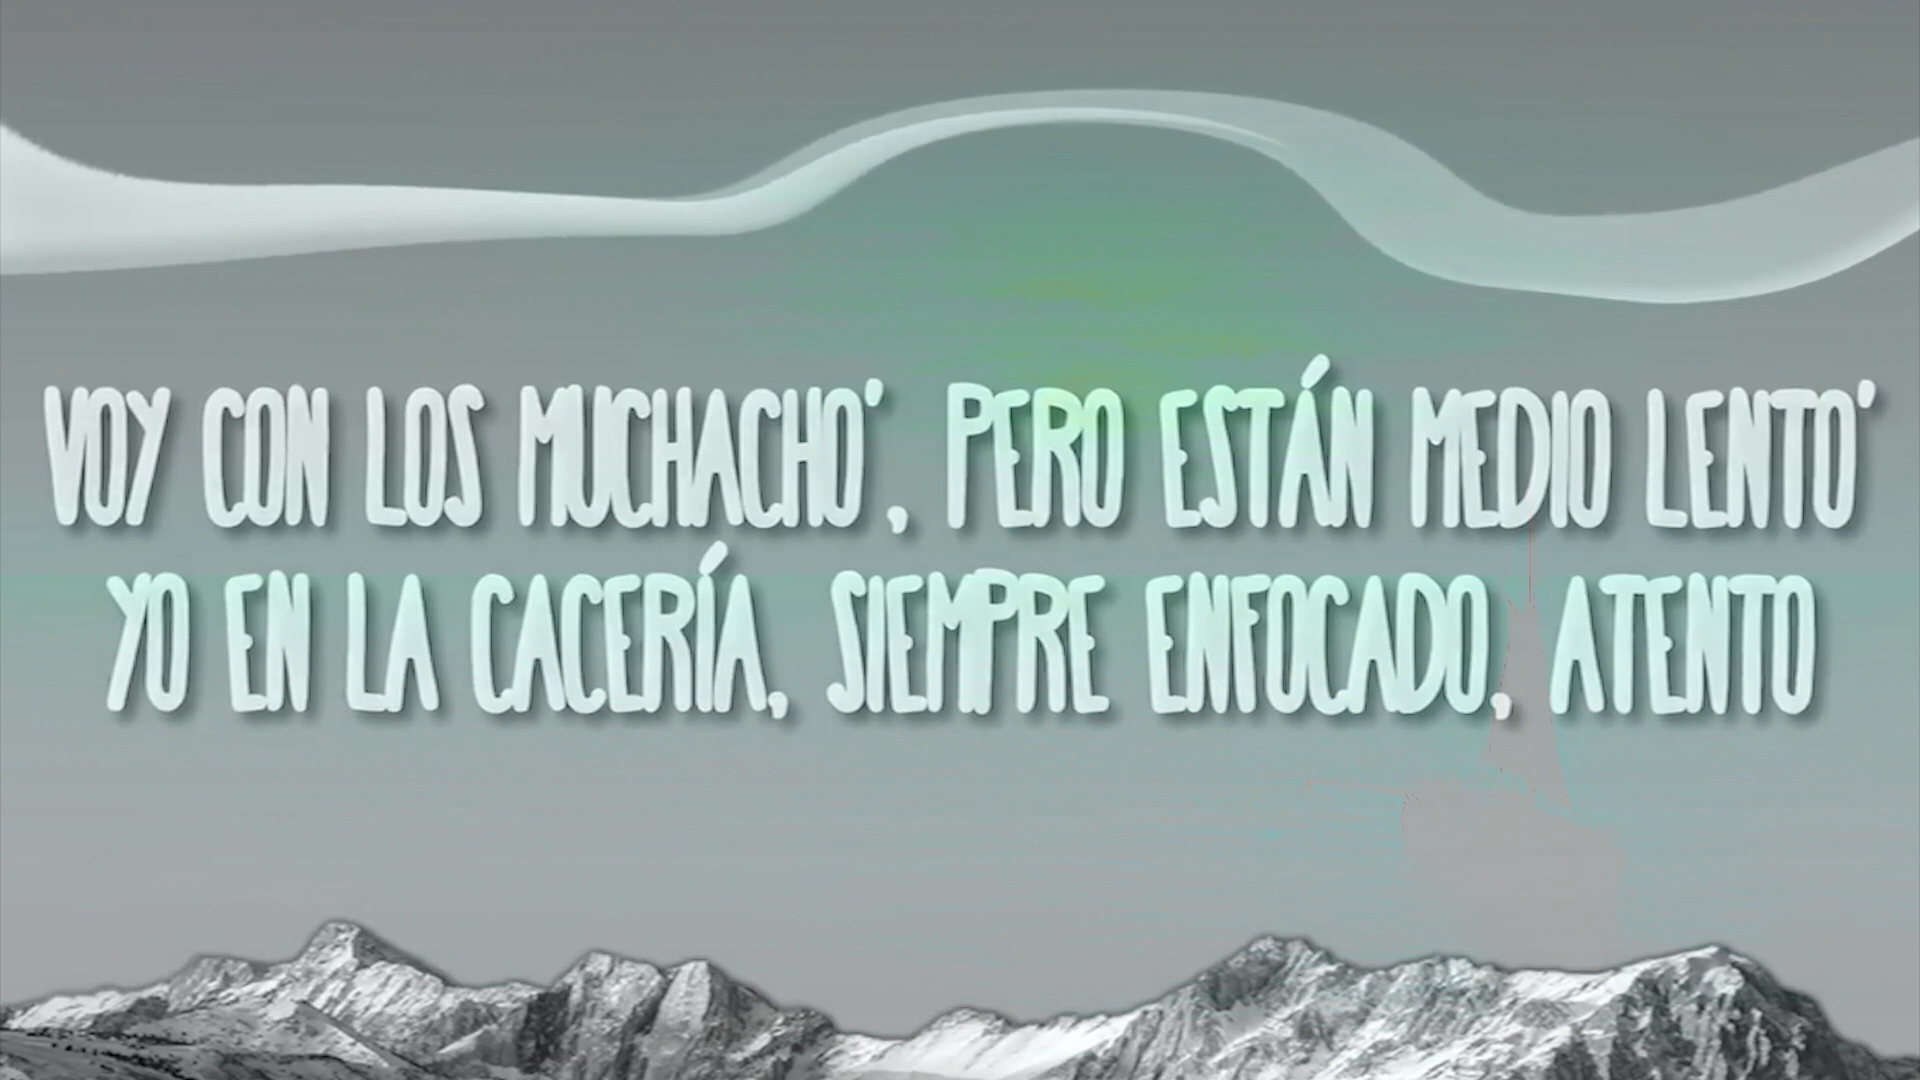 VOY CON LOS MUCHACHO', PERO ESTÁN MEDIO LENTO'
YO EN LA CACERÍA, SIEMPRE ENFOCADO, ATENTO